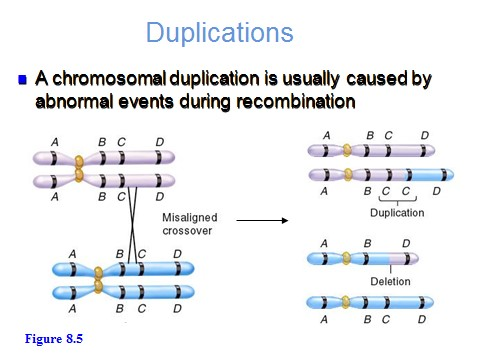 Duplications
A chromosomal duplication is usually caused by
abnormal events during recombination
A B C D
A B C D
Misaligned
crossover
A B C D
A B C D
A B C D
A B C C D
Duplication
A B D
Deletion
A B C D
Figure 8.5